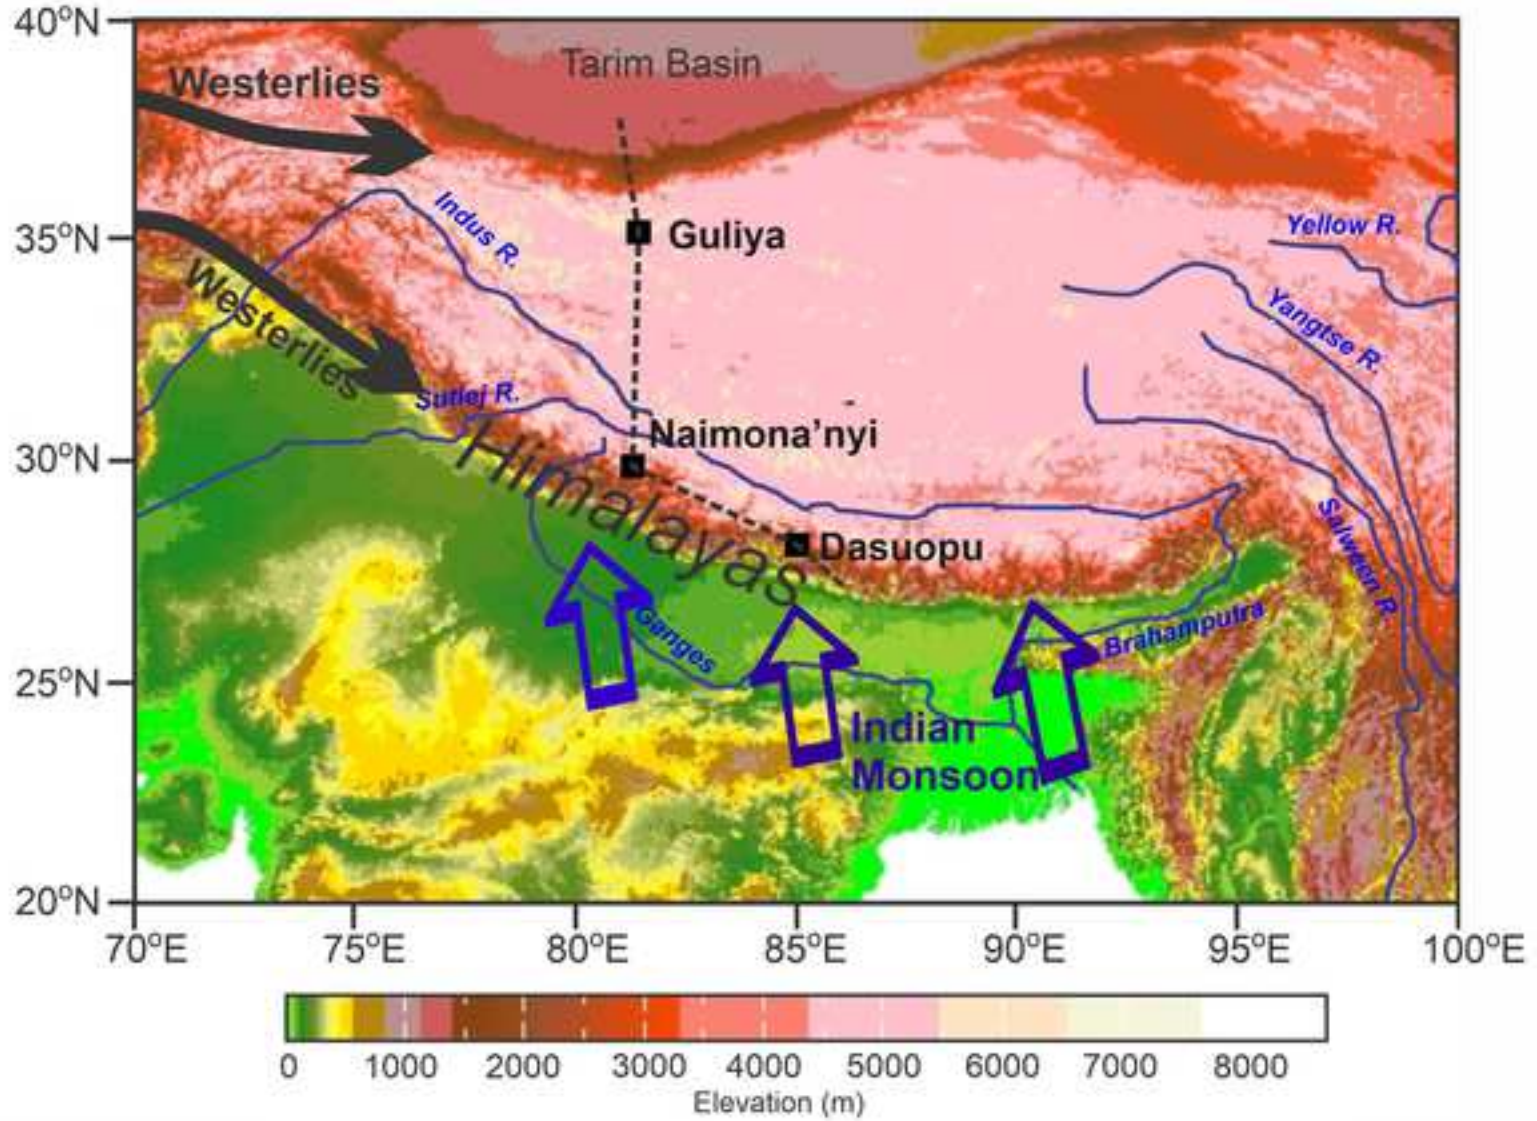 40°N
Tarim Basin
Westerlies
Indus R.
35°N
Guliya
Yellow R.
Westerlies
Yangtse R.
Sutlej R.
Naimona'nyi
30°N
Himalayas
Salween R.
Dasuopu
Ganges
Brahamputra
25°N
Indian
Monsoon
20°N
70°E 75°E 80°E 85°E 90°E 95°E 100°E
0 1000 2000 3000 4000 5000 6000 7000 8000
Elevation (m)